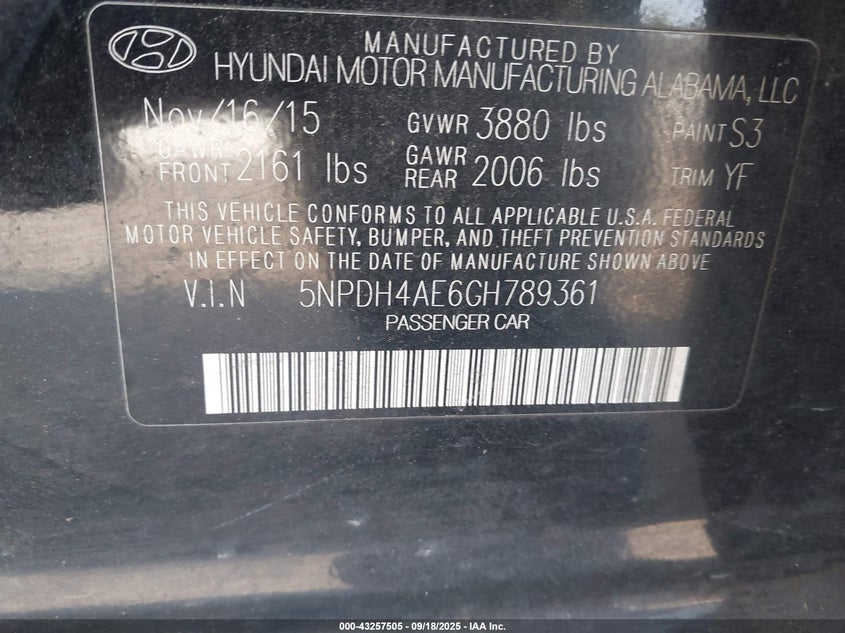 MANUFACTURED BY
HYUNDAI MOTOR MANUFACTURING ALABAMA, LLC
Nov/16/15 GVWR 3880 lbs PAINT S3
GAWR FRONT 2161 lbs GAWR REAR 2006 lbs TRIM YF
THIS VEHICLE CONFORMS TO ALL APPLICABLE U.S.A. FEDERAL
MOTOR VEHICLE SAFETY, BUMPER, AND THEFT PREVENTION STANDARDS
IN EFFECT ON THE DATE OF MANUFACTURE SHOWN ABOVE
V.I.N 5NPDH4AE6GH789361
PASSENGER CAR
000-43257505 - 09/18/2025 - IAA Inc.